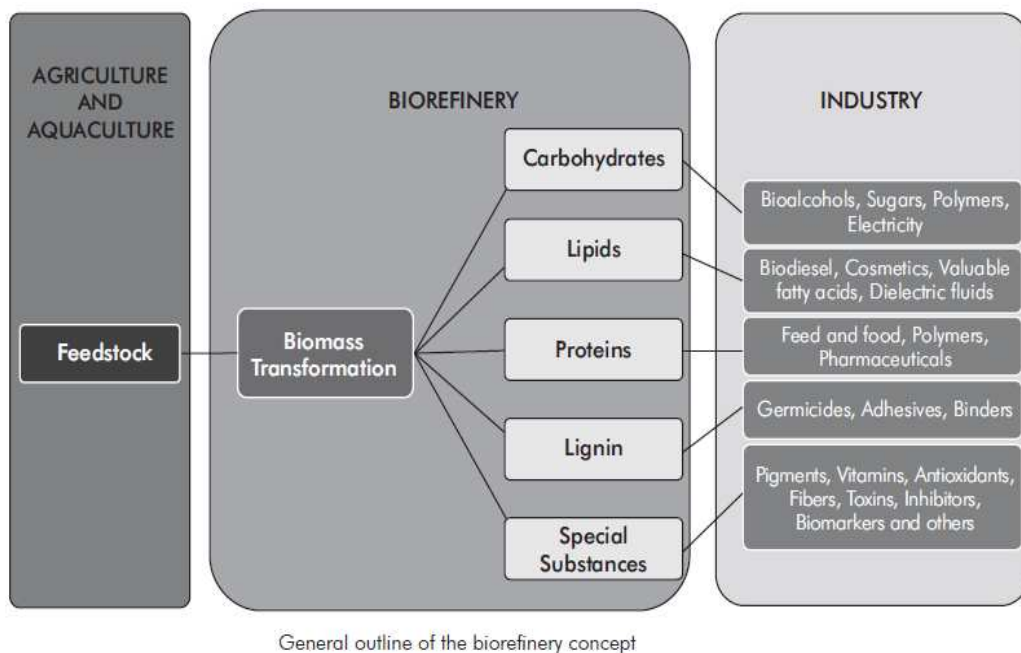 AGRICULTURE
AND
AQUACULTURE
Feedstock
BIOREFINERY
Biomass
Transformation
Carbohydrates
Lipids
Proteins
Lignin
Special
Substances
INDUSTRY
Bioalcohols, Sugars, Polymers,
Electricity
Biodiesel, Cosmetics, Valuable
fatty acids, Dielectric fluids
Feed and food, Polymers,
Pharmaceuticals
Germicides, Adhesives, Binders
Pigments, Vitamins, Antioxidants,
Fibers, Toxins, Inhibitors,
Biomarkers and others
General outline of the biorefinery concept